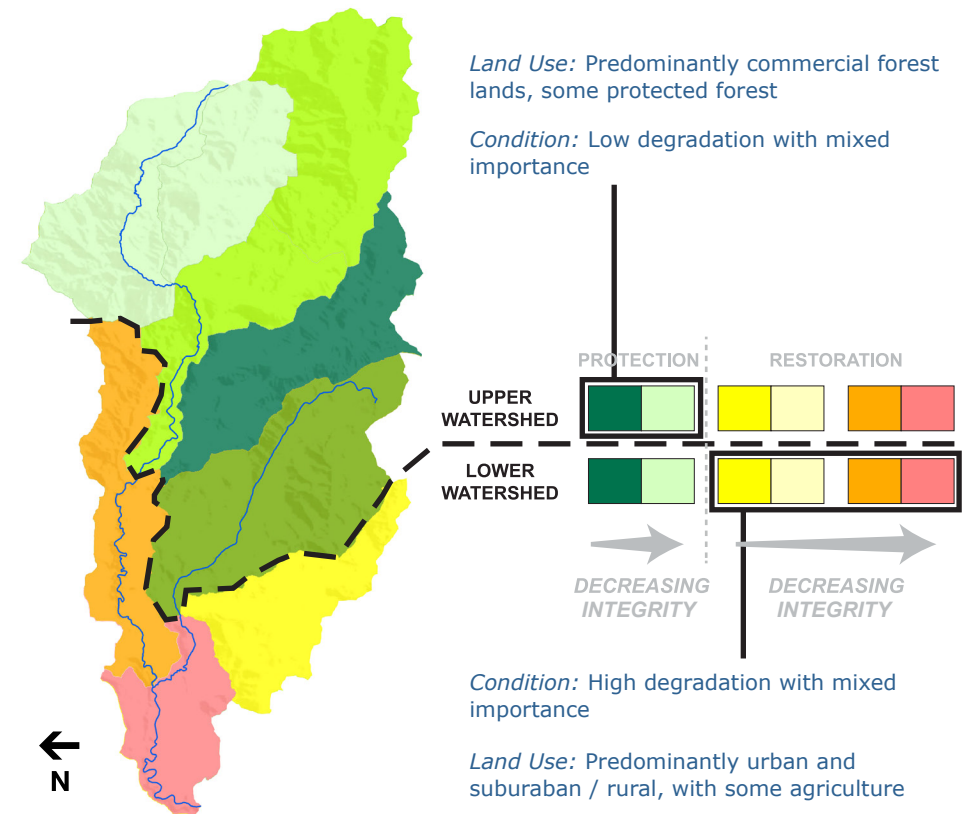 Land Use: Predominantly commercial forest
lands, some protected forest
Condition: Low degradation with mixed
importance
PROTECTION
RESTORATION
UPPER
WATERSHED
LOWER
WATERSHED
DECREASING
INTEGRITY
DECREASING
INTEGRITY
Condition: High degradation with mixed
importance
Land Use: Predominantly urban and
suburaban / rural, with some agriculture
N